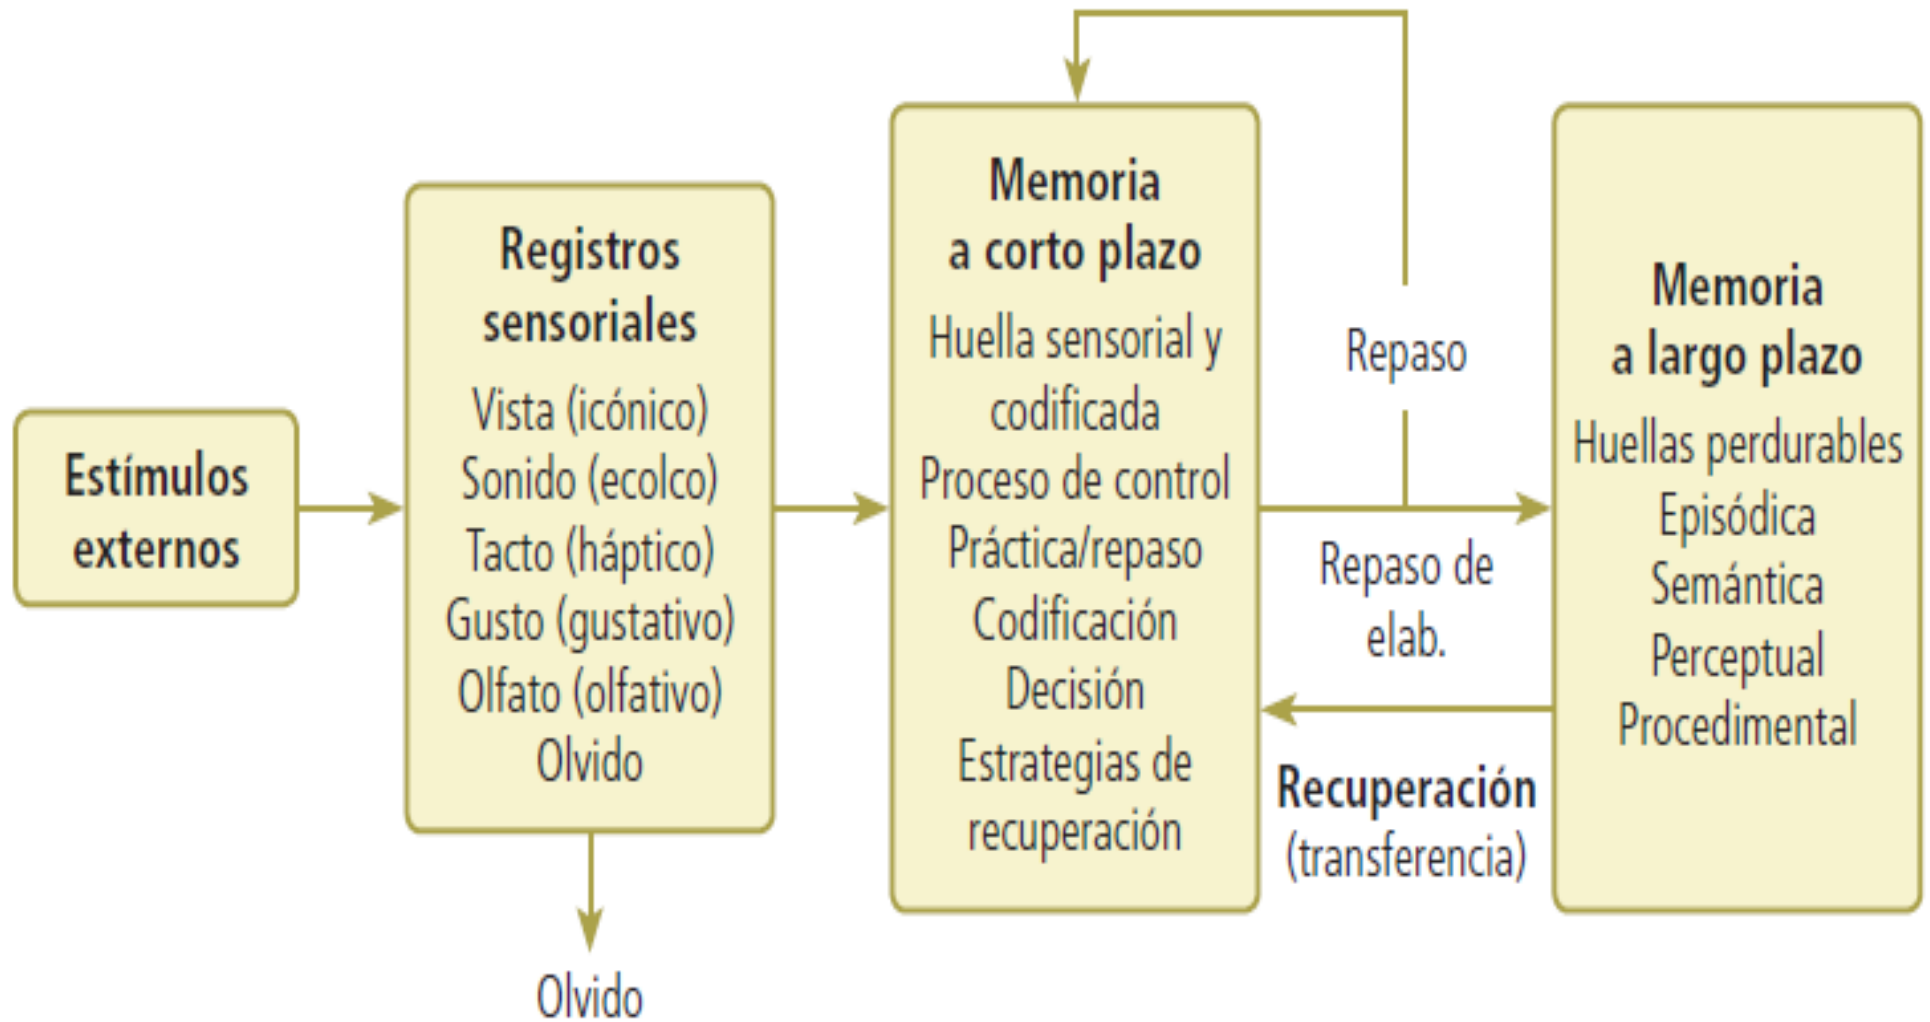 Estímulos
externos
Registros
sensoriales
Vista (icónico)
Sonido (ecolco)
Tacto (háptico)
Gusto (gustativo)
Olfato (olfativo)
Olvido
Olvido
Memoria
a corto plazo
Huella sensorial y
codificada
Proceso de control
Práctica/repaso
Codificación
Decisión
Estrategias de
recuperación
Repaso
Repaso de
elab.
Recuperación
(transferencia)
Memoria
a largo plazo
Huellas perdurables
Episódica
Semántica
Perceptual
Procedimental